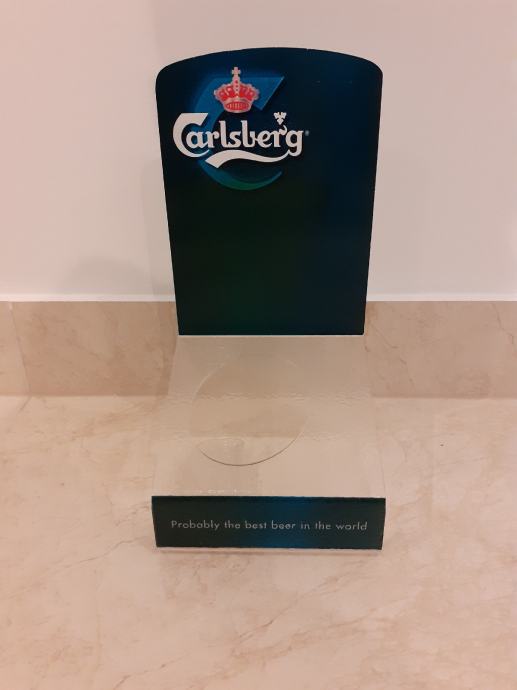 Carlsberg®
Probably the best beer in the world